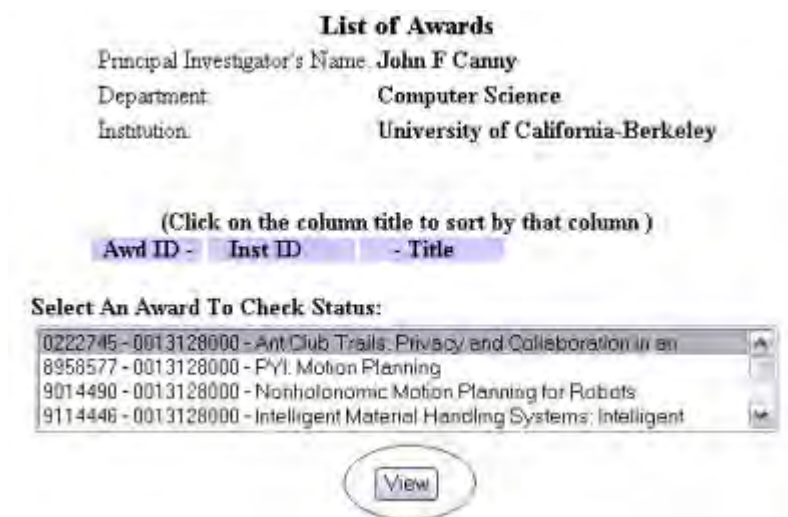 List of Awards
Principal Investigator's Name: John F Canny
Department: Computer Science
Institution: University of California-Berkeley
(Click on the column title to sort by that column )
Awd ID - Inst ID - Title
Select An Award To Check Status:
0222745 - 0013128000 - Ant Club Trails: Privacy and Collaboration in an
8958577 - 0013128000 - PYI: Motion Planning
9014490 - 0013128000 - Nonholonomic Motion Planning for Robots
9114446 - 0013128000 - Intelligent Material Handling Systems: Intelligent
View